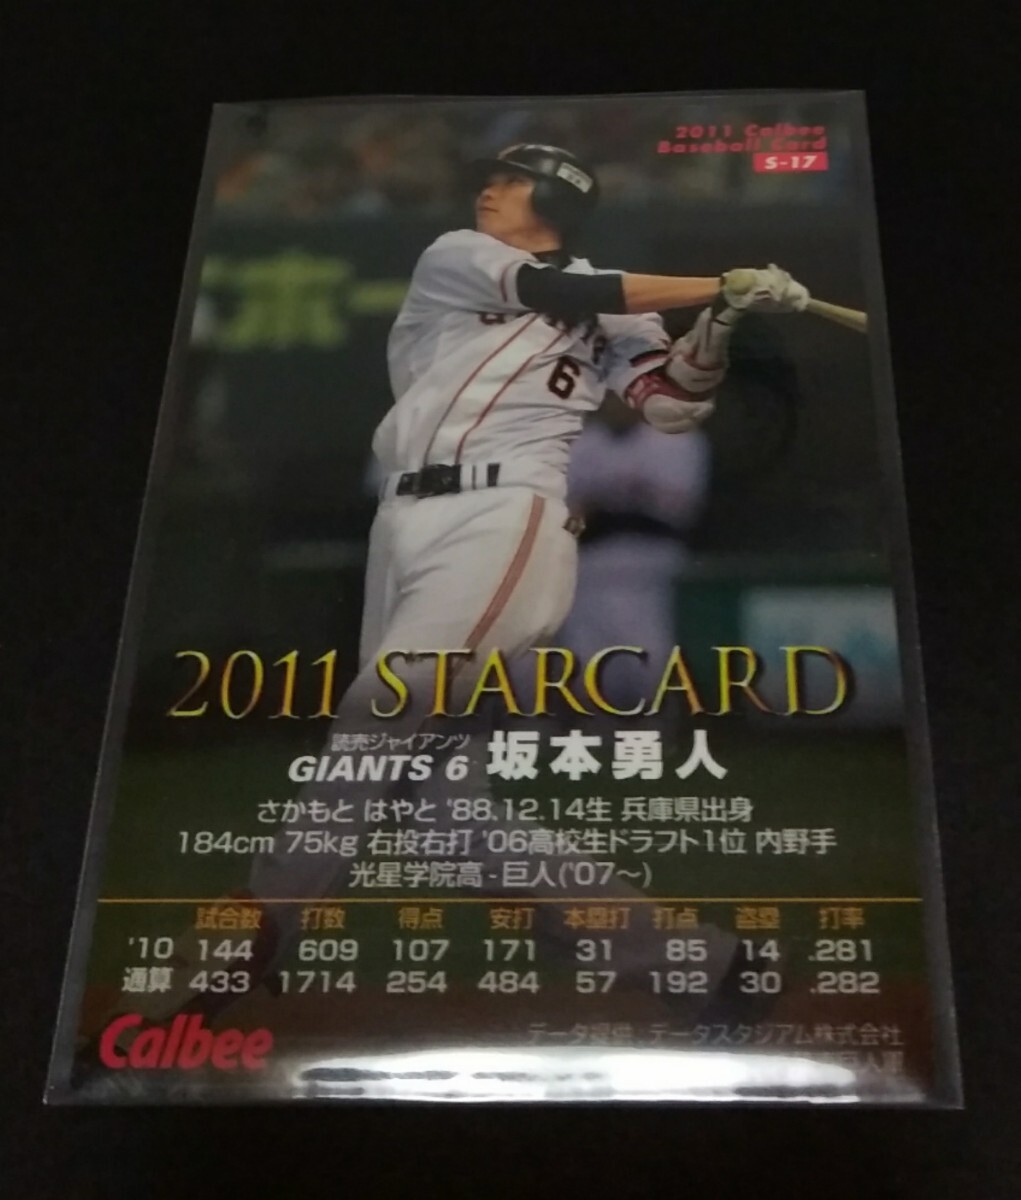 2011 Calbee
Baseball Card
S-17
6
2011 STARCARD
読売ジャイアンツ
GIANTS 6 坂本勇人
さかもと はやと '88.12.14生 兵庫県出身
184cm 75kg 右投右打 '06高校生ドラフト1位 内野手
光星学院高-巨人('07~)
試合数 打数 得点 安打 本塁打 打点 盗塁 打率
'10 144 609 107 171 31 85 14 .281
通算 433 1714 254 484 57 192 30 .282
Calbee
データ提供 データスタジアム株式会社
巨人軍